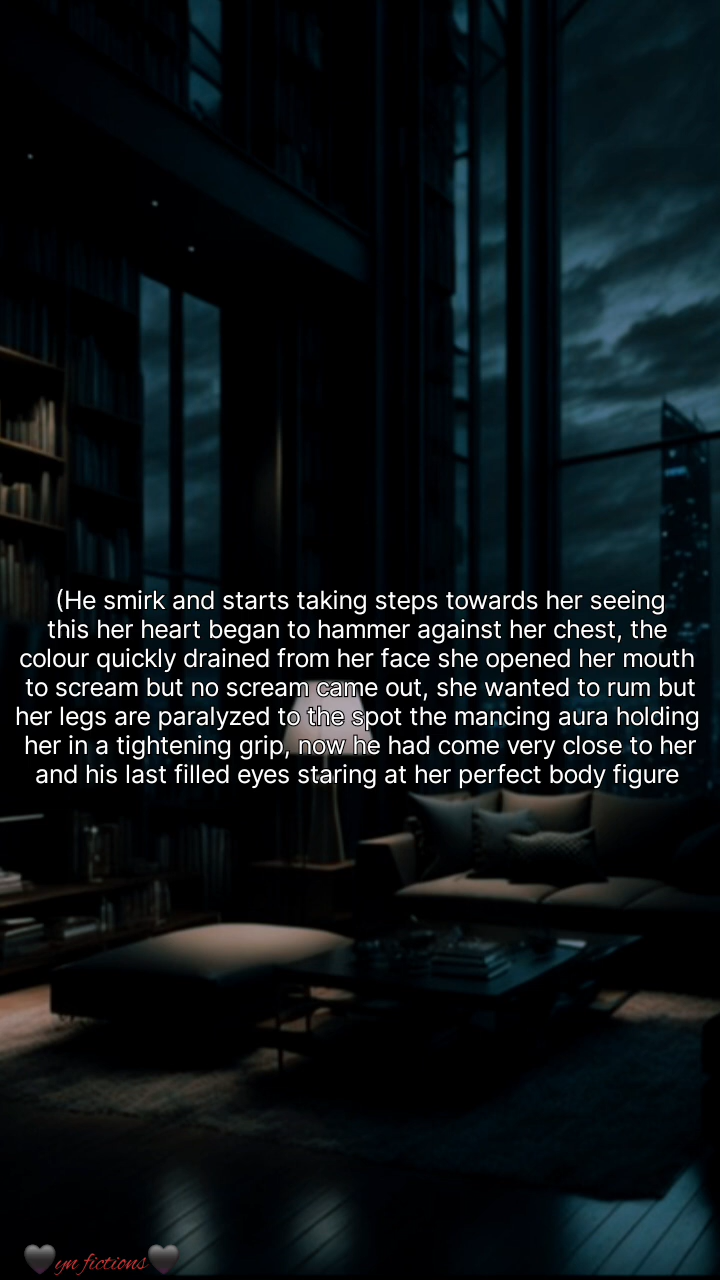 (He smirk and starts taking steps towards her seeing
this her heart began to hammer against her chest, the
colour quickly drained from her face she opened her mouth
to scream but no scream came out, she wanted to rum but
her legs are paralyzed to the spot the mancing aura holding
her in a tightening grip, now he had come very close to her
and his last filled eyes staring at her perfect body figure
🖤yn fictions🖤